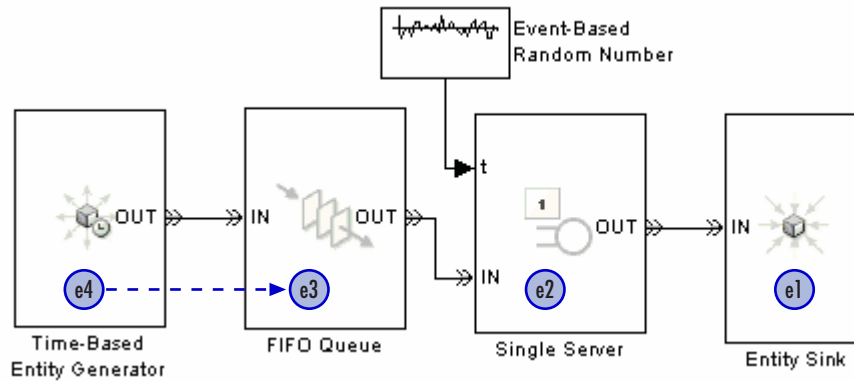 Event-Based
Random Number
OUT
IN
OUT
t
IN
1
OUT
IN
e4
e3
e2
e1
Time-Based
Entity Generator
FIFO Queue
Single Server
Entity Sink